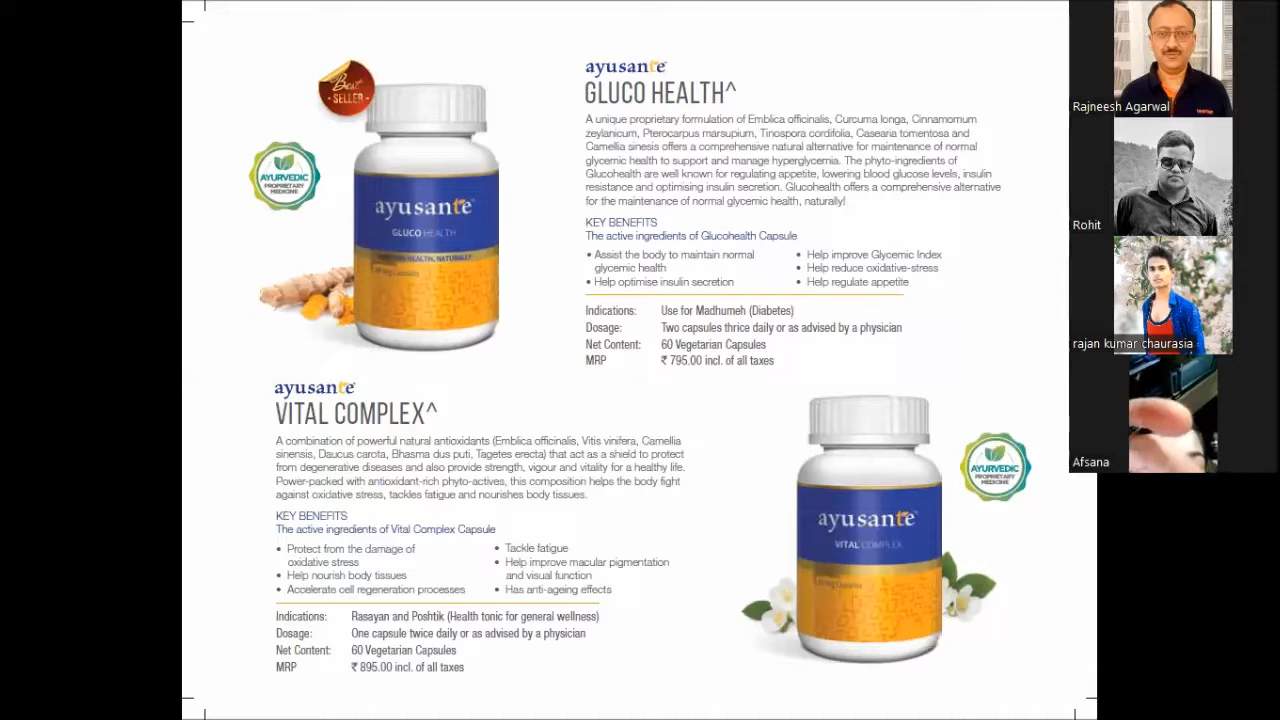 Best
SELLER
AYURVEDIC
PROPRIETARY
MEDICINE
ayusante
GLUCO HEALTH
60 Veg Capsules
ayusante
GLUCO HEALTH^
A unique proprietary formulation of Emblica officinalis, Curcuma longa, Cinnamomum
zeylanicum, Pterocarpus marsupium, Tinospora cordifolia, Casearia tomentosa and
Camellia sinesis offers a comprehensive natural alternative for maintenance of normal
glycemic health to support and manage hyperglycemia. The phyto-ingredients of
Glucohealth are well known for regulating appetite, lowering blood glucose levels, insulin
resistance and optimising insulin secretion. Glucohealth offers a comprehensive alternative
for the maintenance of normal glycemic health, naturally!
KEY BENEFITS
The active ingredients of Glucohealth Capsule
• Assist the body to maintain normal
glycemic health
• Help optimise insulin secretion
• Help improve Glycemic Index
• Help reduce oxidative-stress
• Help regulate appetite
Indications: Use for Madhumeh (Diabetes)
Dosage: Two capsules thrice daily or as advised by a physician
Net Content: 60 Vegetarian Capsules
MRP ₹ 795.00 incl. of all taxes
ayusante
VITAL COMPLEX^
A combination of powerful natural antioxidants (Emblica officinalis, Vitis vinifera, Camellia
sinensis, Daucus carota, Bhasma dus puti, Tagetes erecta) that act as a shield to protect
from degenerative diseases and also provide strength, vigour and vitality for a healthy life.
Power-packed with antioxidant-rich phyto-actives, this composition helps the body fight
against oxidative stress, tackles fatigue and nourishes body tissues.
KEY BENEFITS
The active ingredients of Vital Complex Capsule
• Protect from the damage of
oxidative stress
• Help nourish body tissues
• Accelerate cell regeneration processes
• Tackle fatigue
• Help improve macular pigmentation
and visual function
• Has anti-ageing effects
Indications: Rasayan and Poshtik (Health tonic for general wellness)
Dosage: One capsule twice daily or as advised by a physician
Net Content: 60 Vegetarian Capsules
MRP ₹ 895.00 incl. of all taxes
ayusante
VITAL COMPLEX
AYURVEDIC
PROPRIETARY
MEDICINE
Rajneesh Agarwal
Rohit
rajan kumar chaurasia
Afsana